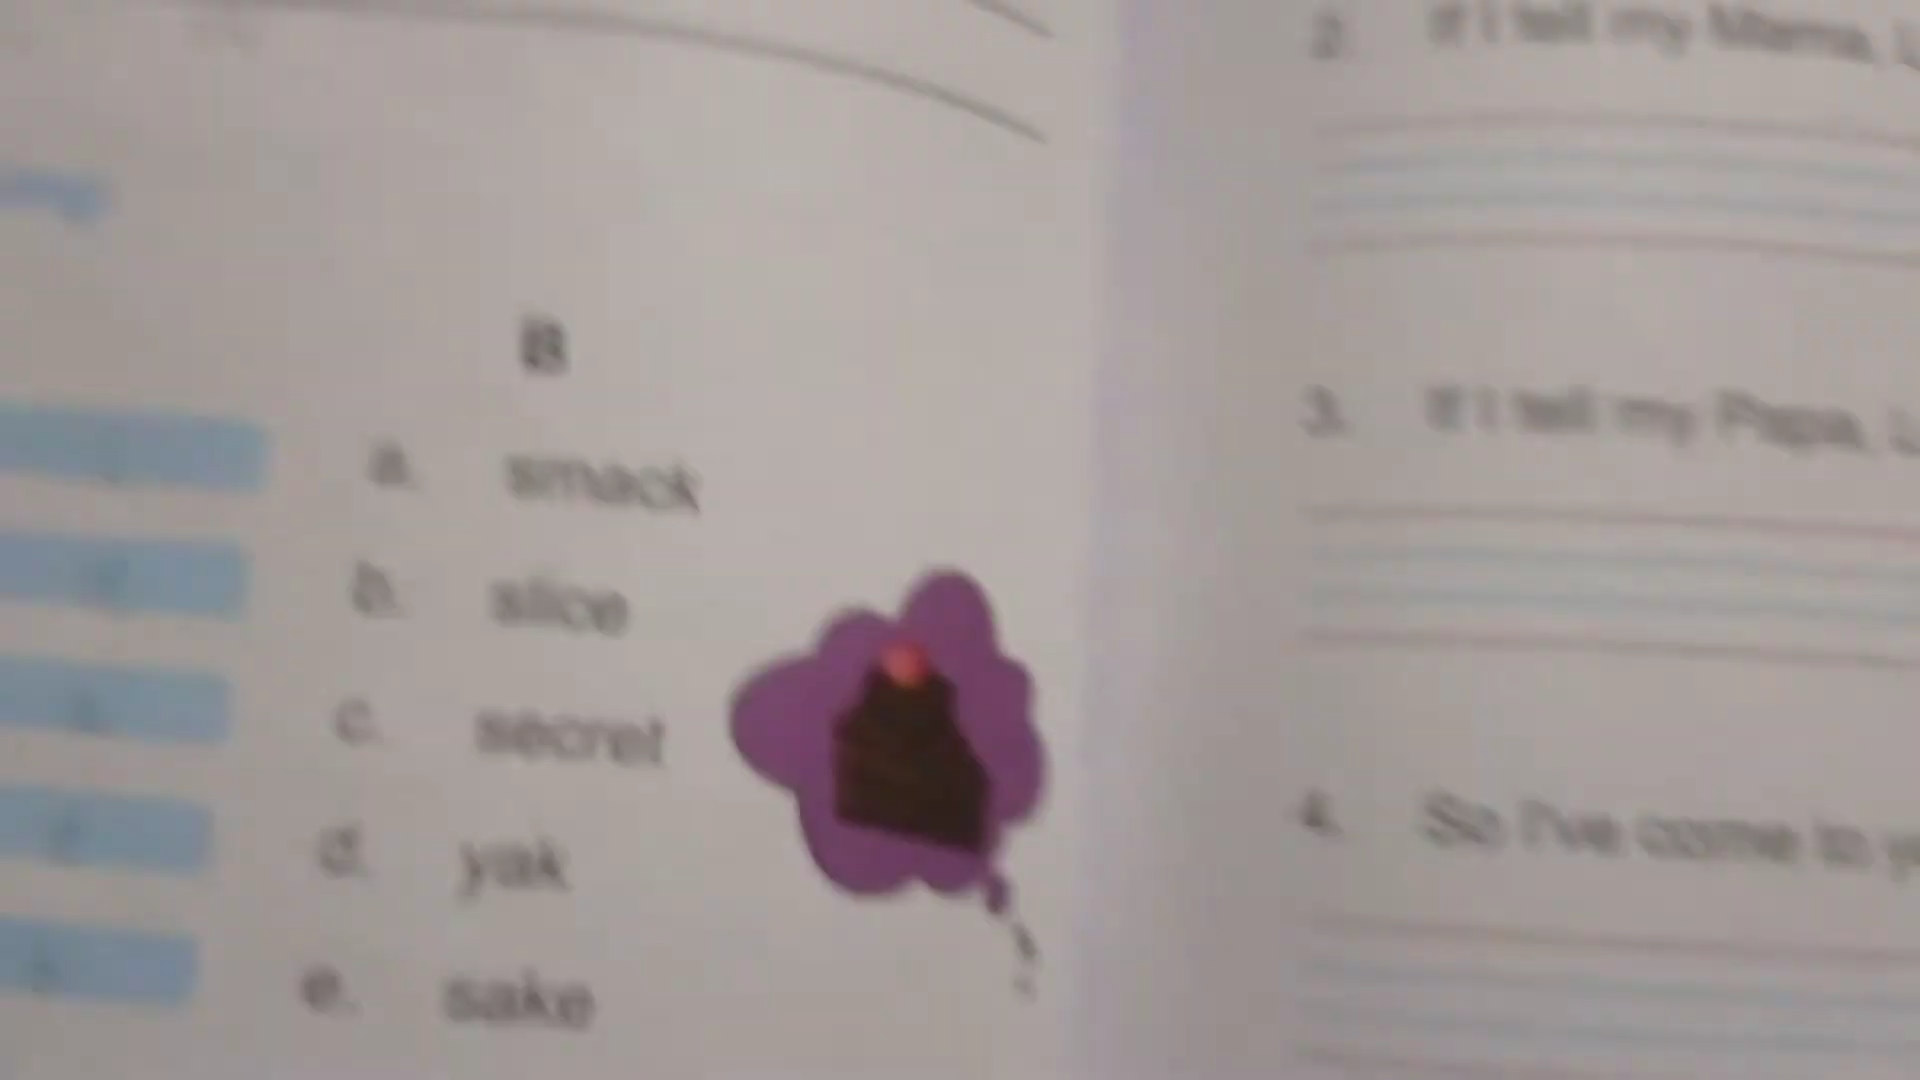 B
a. smack
b. slice
c. secret
d. yak
e. sake
2. If I tell my Mama,
3. If I tell my Papa,
4. So I've come to